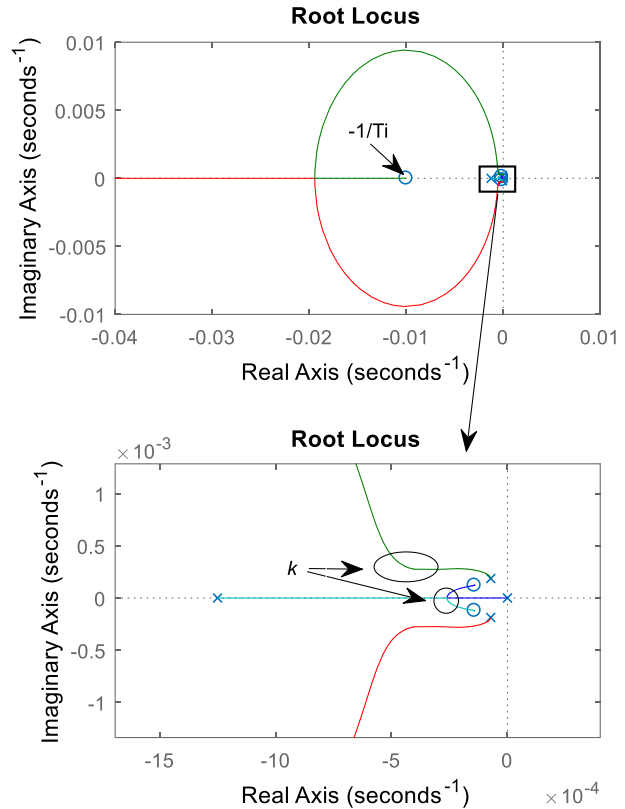 Root Locus
0.01
0.005
0
-0.005
-0.01
Imaginary Axis (seconds⁻¹)
-1/Ti
-0.04 -0.03 -0.02 -0.01 0 0.01
Real Axis (seconds⁻¹)
Root Locus
×10⁻³
1
0.5
0
-0.5
-1
Imaginary Axis (seconds⁻¹)
k
-15 -10 -5 0
Real Axis (seconds⁻¹)
×10⁻⁴